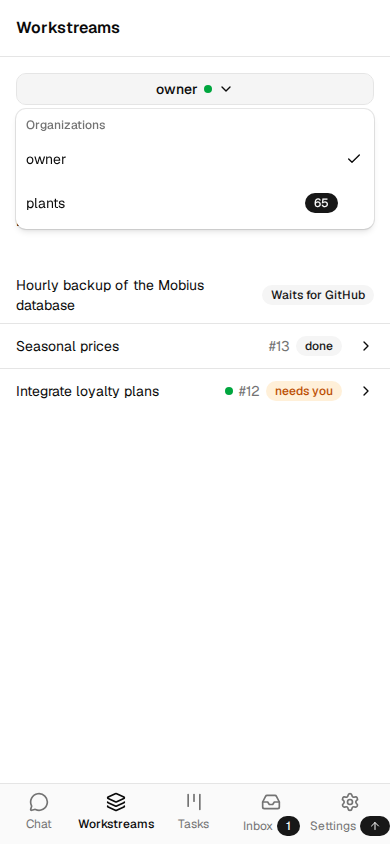 Workstreams
owner
Organizations
owner
plants 65
Hourly backup of the Mobius
database
Waits for GitHub
Seasonal prices #13 done
Integrate loyalty plans #12 needs you
Chat Workstreams Tasks Inbox 1 Settings ↑